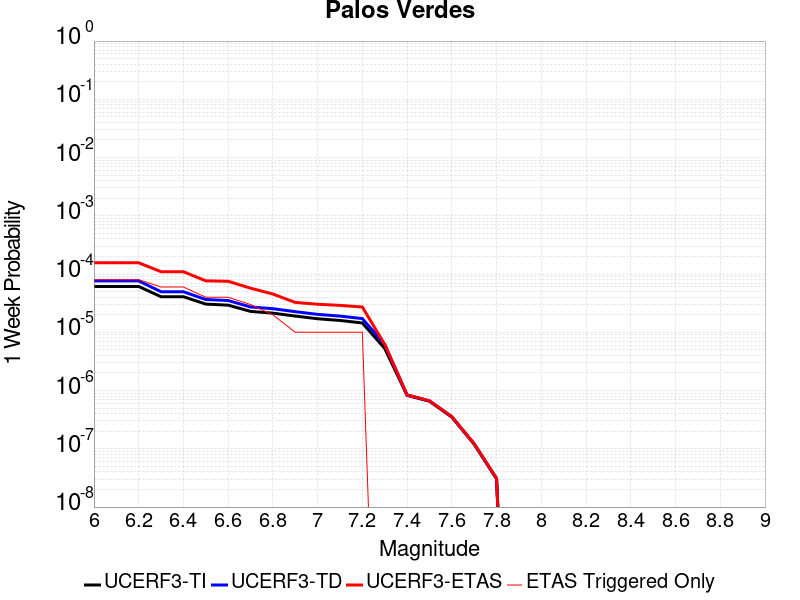 Palos Verdes
10^0
10^-1
10^-2
10^-3
10^-4
10^-5
10^-6
10^-7
10^-8
1 Week Probability
6 6.2 6.4 6.6 6.8 7 7.2 7.4 7.6 7.8 8 8.2 8.4 8.6 8.8 9
Magnitude
UCERF3-TI UCERF3-TD UCERF3-ETAS ETAS Triggered Only